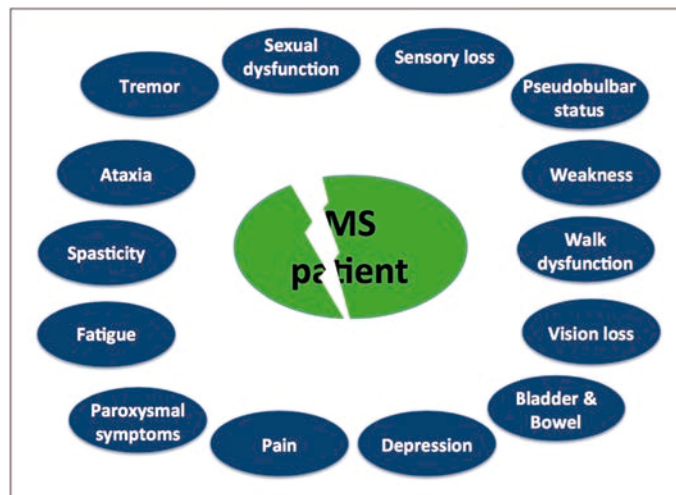 Sexual
dysfunction
Sensory loss
Tremor
Pseudobulbar
status
Ataxia
Weakness
MS
patient
Spasticity
Walk
dysfunction
Fatigue
Vision loss
Paroxysmal
symptoms
Bladder &
Bowel
Pain
Depression